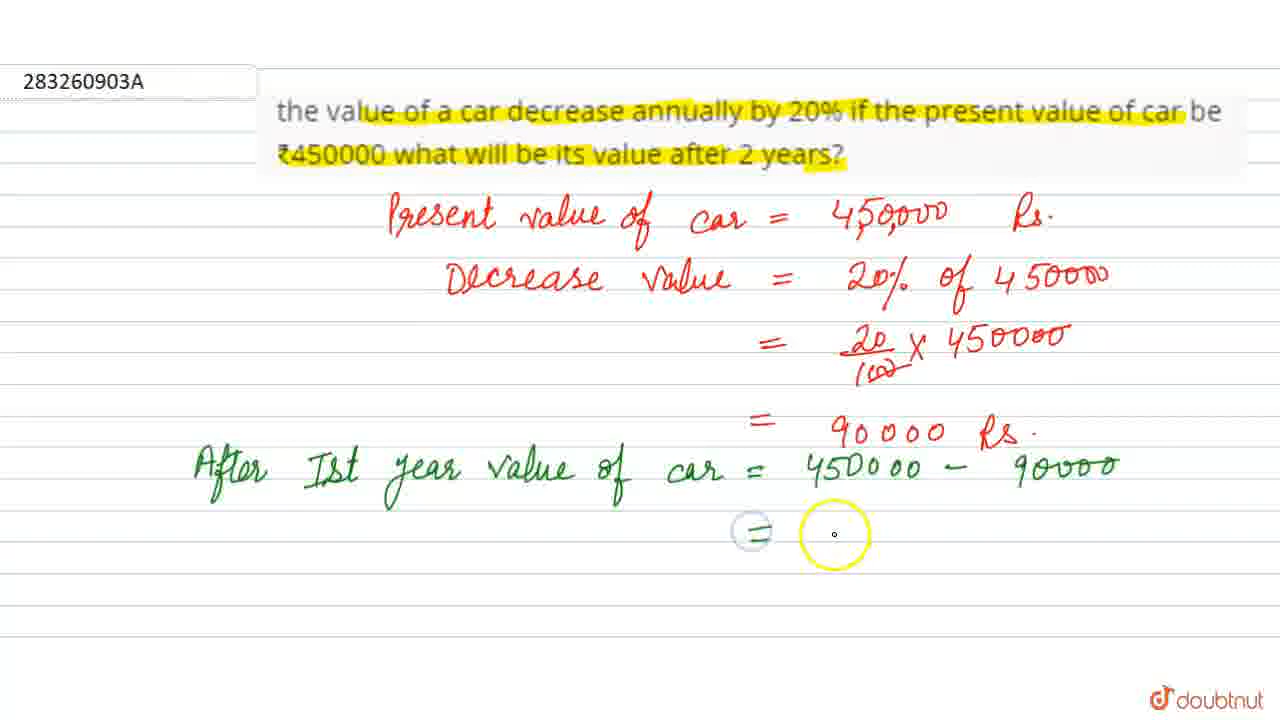 283260903A
the value of a car decrease annually by 20% if the present value of car be
₹450000 what will be its value after 2 years?
Present value of car = 4,50,000 Rs.
Decrease value = 20% of 450000
= 20/100 × 450000
= 90000 Rs.
After Ist year value of car = 450000 - 90000
=
doubtnut